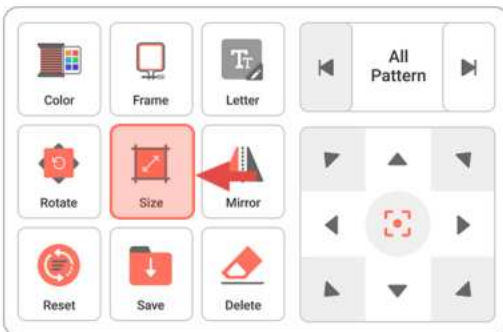 Color
Frame
Letter
All
Pattern
Rotate
Size
Mirror
Reset
Save
Delete